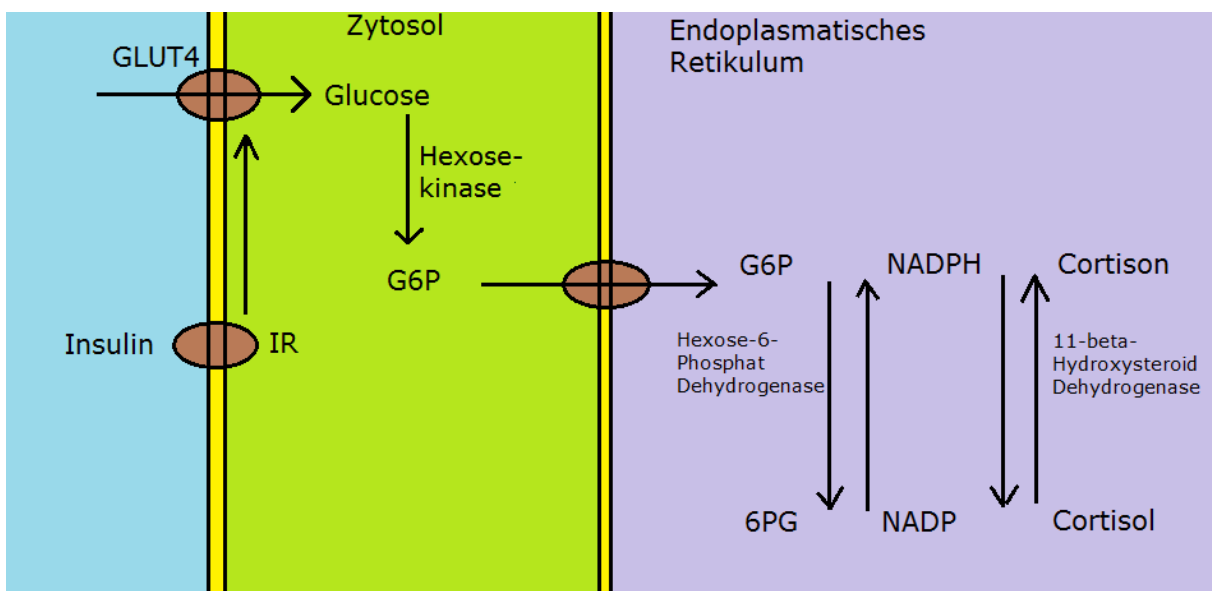 Zytosol
Endoplasmatisches
Retikulum
GLUT4
Glucose
Hexose-
kinase
G6P
G6P
NADPH
Cortison
Insulin
IR
Hexose-6-
Phosphat
Dehydrogenase
11-beta-
Hydroxysteroid
Dehydrogenase
6PG
NADP
Cortisol